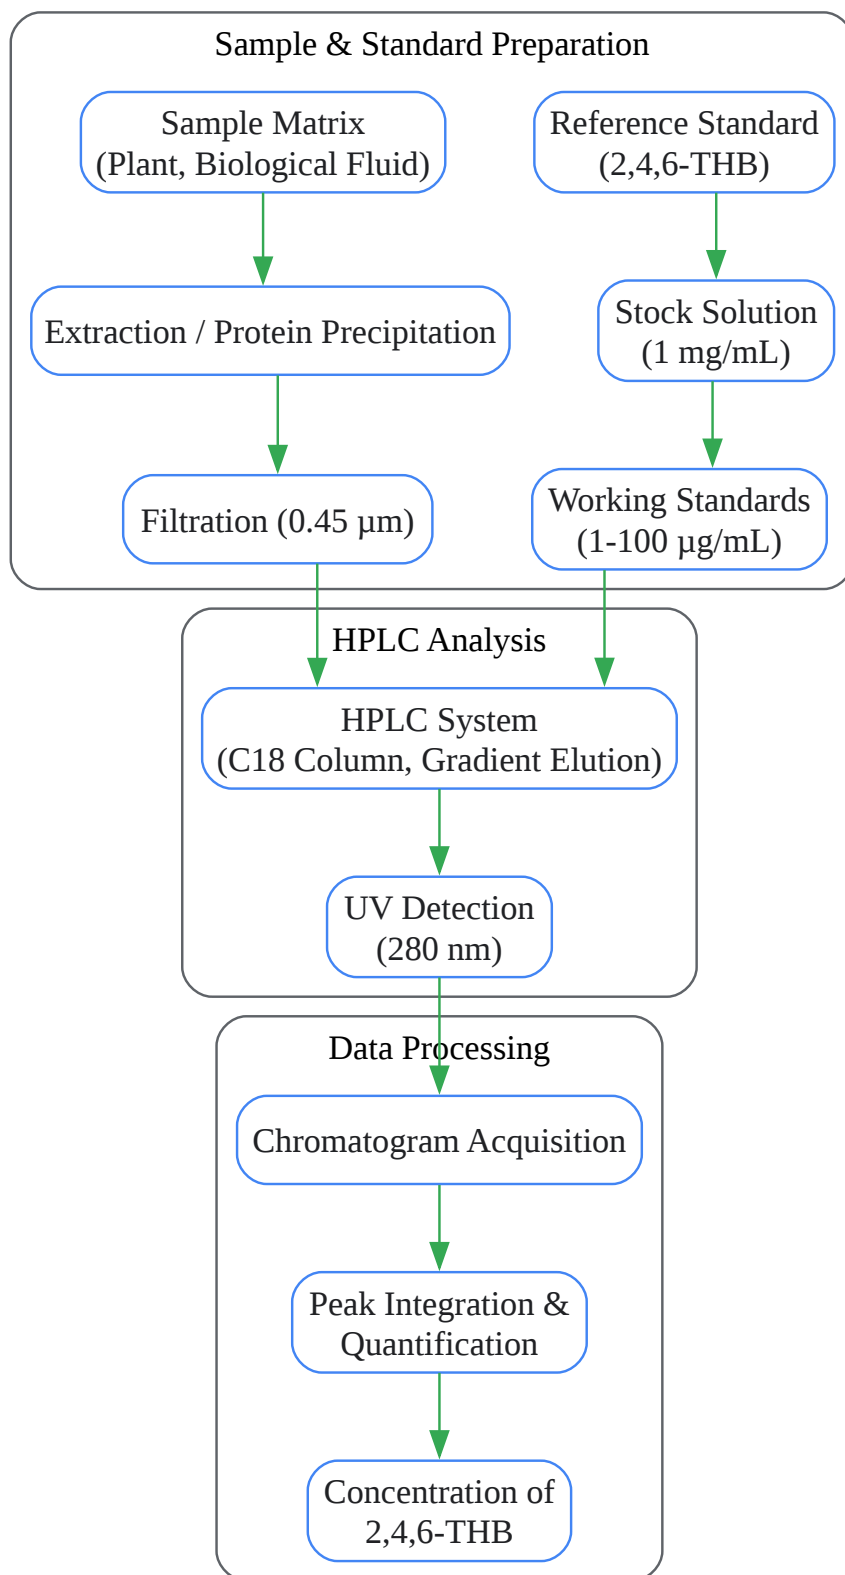 Sample & Standard Preparation
Sample Matrix
(Plant, Biological Fluid)
Reference Standard
(2,4,6-THB)
Extraction / Protein Precipitation
Stock Solution
(1 mg/mL)
Filtration (0.45 µm)
Working Standards
(1-100 µg/mL)
HPLC Analysis
HPLC System
(C18 Column, Gradient Elution)
UV Detection
(280 nm)
Data Processing
Chromatogram Acquisition
Peak Integration &
Quantification
Concentration of
2,4,6-THB